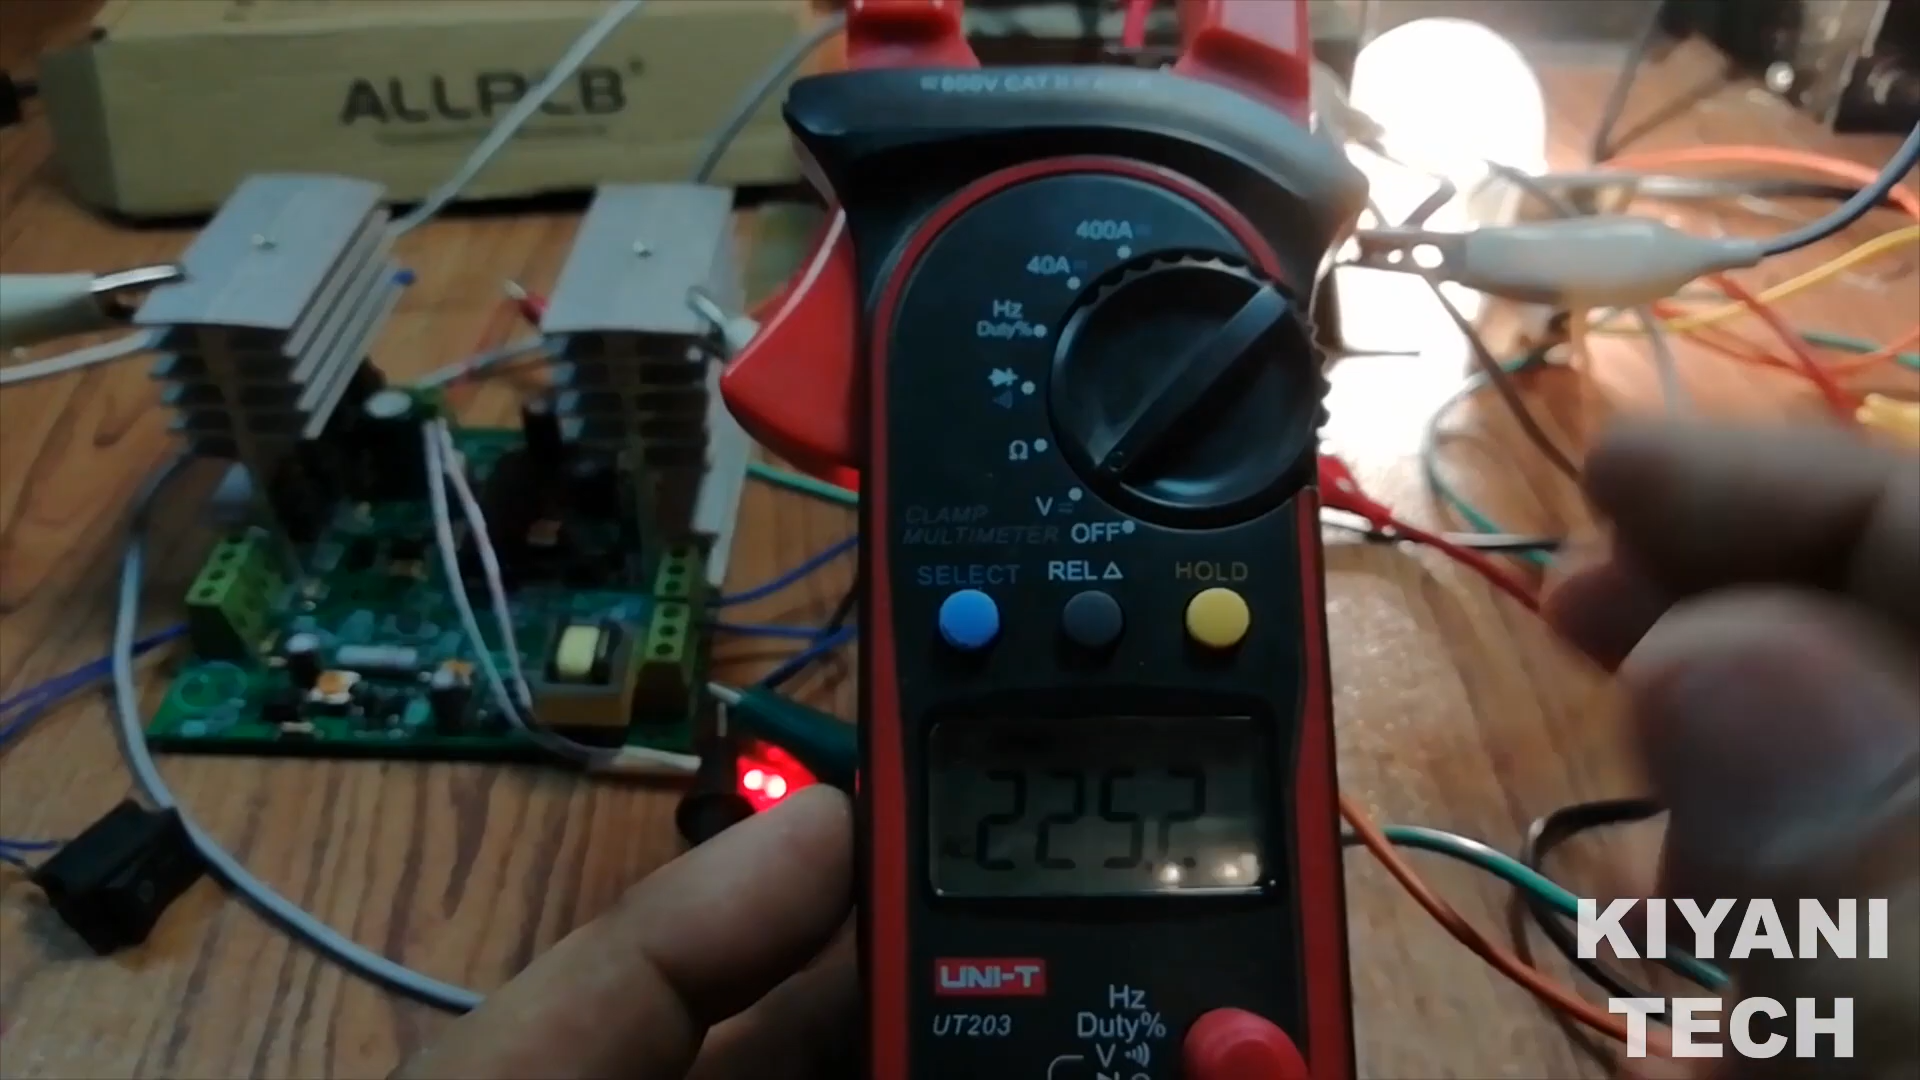 ALLPCB
400A
40A
Hz
Duty%
Ω
V
CLAMP
MULTIMETER
OFF
SELECT
REL △
HOLD
225.2
UNI-T
UT203
Hz
Duty%
V
KIYANI
TECH